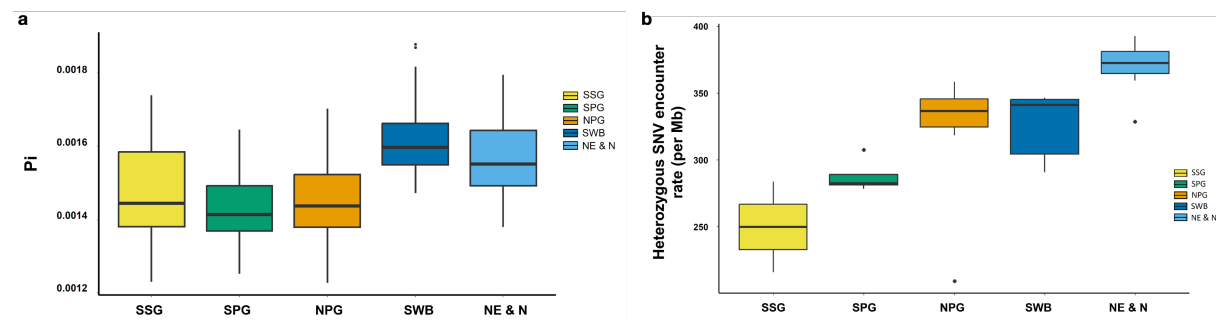 a
Pi
0.0018
0.0016
0.0014
0.0012
SSG
SPG
NPG
SWB
NE & N
SSG
SPG
NPG
SWB
NE & N
b
Heterozygous SNV encounter
rate (per Mb)
400
350
300
250
SSG
SPG
NPG
SWB
NE & N
SSG
SPG
NPG
SWB
NE & N